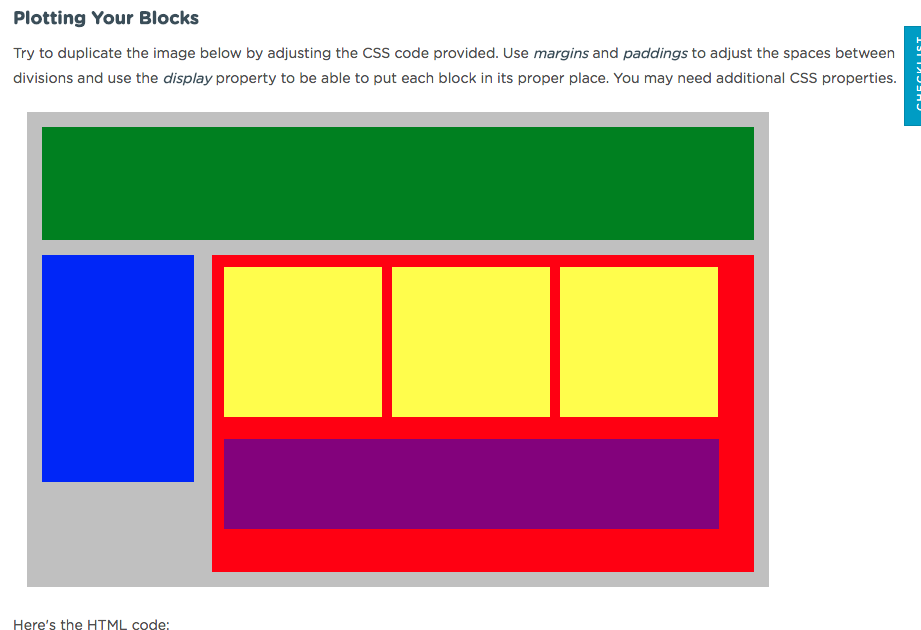 Plotting Your Blocks
Try to duplicate the image below by adjusting the CSS code provided. Use margins and paddings to adjust the spaces between
divisions and use the display property to be able to put each block in its proper place. You may need additional CSS properties.
CHECKLIST
Here's the HTML code: